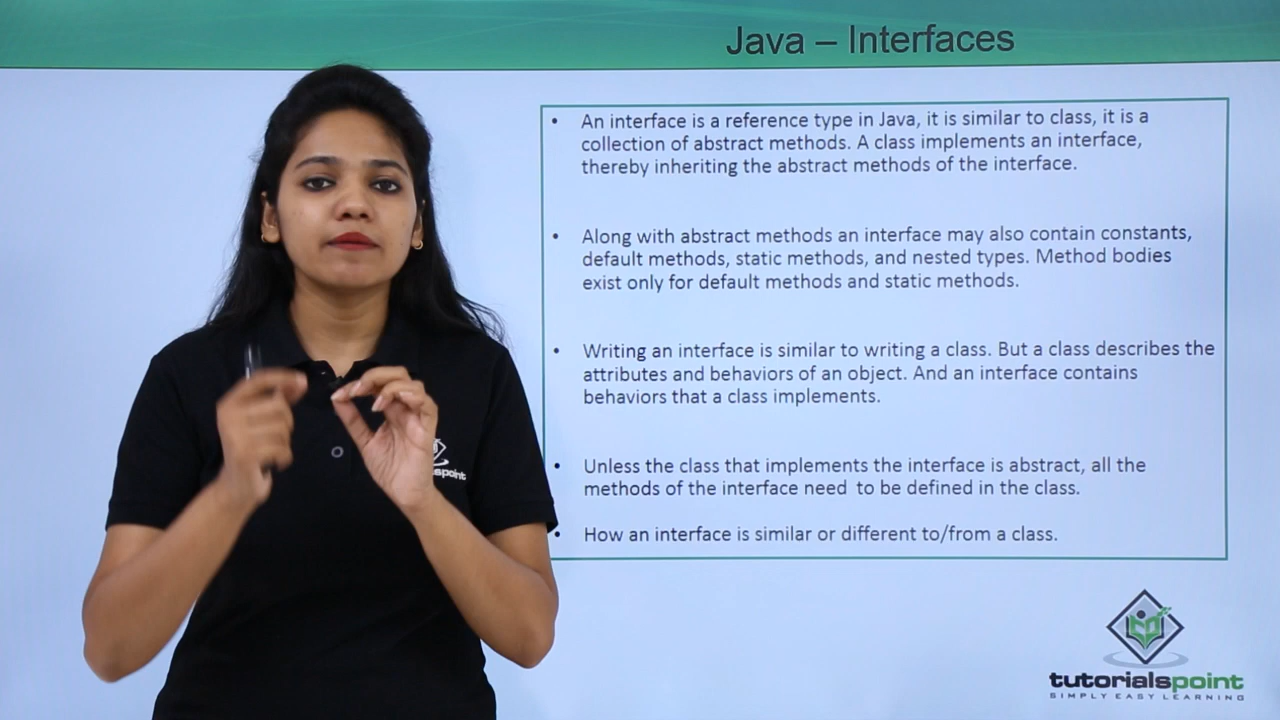 Java – Interfaces
• An interface is a reference type in Java, it is similar to class, it is a
collection of abstract methods. A class implements an interface,
thereby inheriting the abstract methods of the interface.
• Along with abstract methods an interface may also contain constants,
default methods, static methods, and nested types. Method bodies
exist only for default methods and static methods.
• Writing an interface is similar to writing a class. But a class describes the
attributes and behaviors of an object. And an interface contains
behaviors that a class implements.
• Unless the class that implements the interface is abstract, all the
methods of the interface need to be defined in the class.
• How an interface is similar or different to/from a class.
point
tutorialspoint
SIMPLY EASY LEARNING